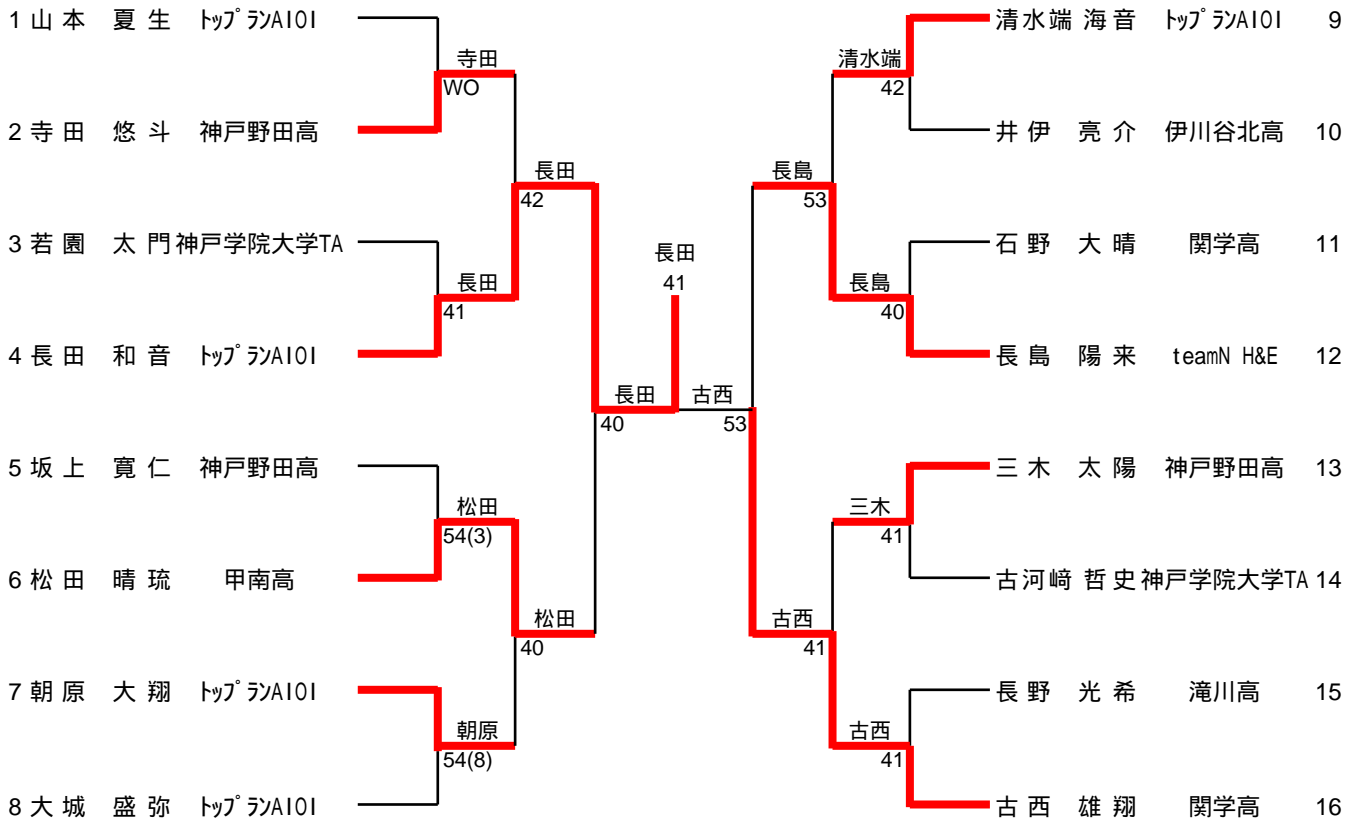 1 山本 夏生 トップランAIOI
2 寺田 悠斗 神戸野田高
3 若園 太門 神戸学院大学TA
4 長田 和音 トップランAIOI
5 坂上 寛仁 神戸野田高
6 松田 晴琉 甲南高
7 朝原 大翔 トップランAIOI
8 大城 盛弥 トップランAIOI
寺田
WO
長田
41
松田
54(3)
朝原
54(8)
長田
42
松田
40
長田
40
長田
41
古西
53
長島
53
古西
41
清水端
42
長島
40
三木
41
古西
41
清水端 海音 トップランAIOI 9
井伊 亮介 伊川谷北高 10
石野 大晴 関学高 11
長島 陽来 teamN H&E 12
三木 太陽 神戸野田高 13
古河﨑 哲史 神戸学院大学TA 14
長野 光希 滝川高 15
古西 雄翔 関学高 16